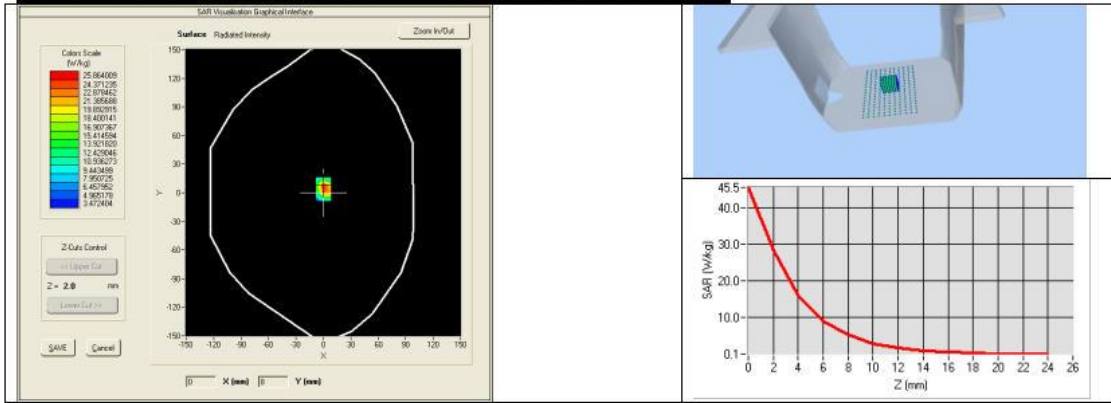 SAR Visualisation Graphical Interface
Surface Radiated Intensity
Zoom In/Out
Colors Scale
(W/kg)
25.864009
24.371235
22.878462
21.385688
19.892915
18.400141
16.907367
15.414594
13.921820
12.429046
10.936273
9.443499
7.950725
6.457952
4.965178
3.472404
Z-Cuts Control
<< Upper Cut
Z = 2.0 mm
Lower Cut >>
SAVE Cancel
150
120
90
60
30
0
-30
-60
-90
-120
-150
Y
-150 -120 -90 -60 -30 0 30 60 90 120 150
X
0 X (mm) 0 Y (mm)
45.5
40.0
30.0
20.0
10.0
0.1
SAR (W/kg)
0 2 4 6 8 10 12 14 16 18 20 22 24 26
Z (mm)